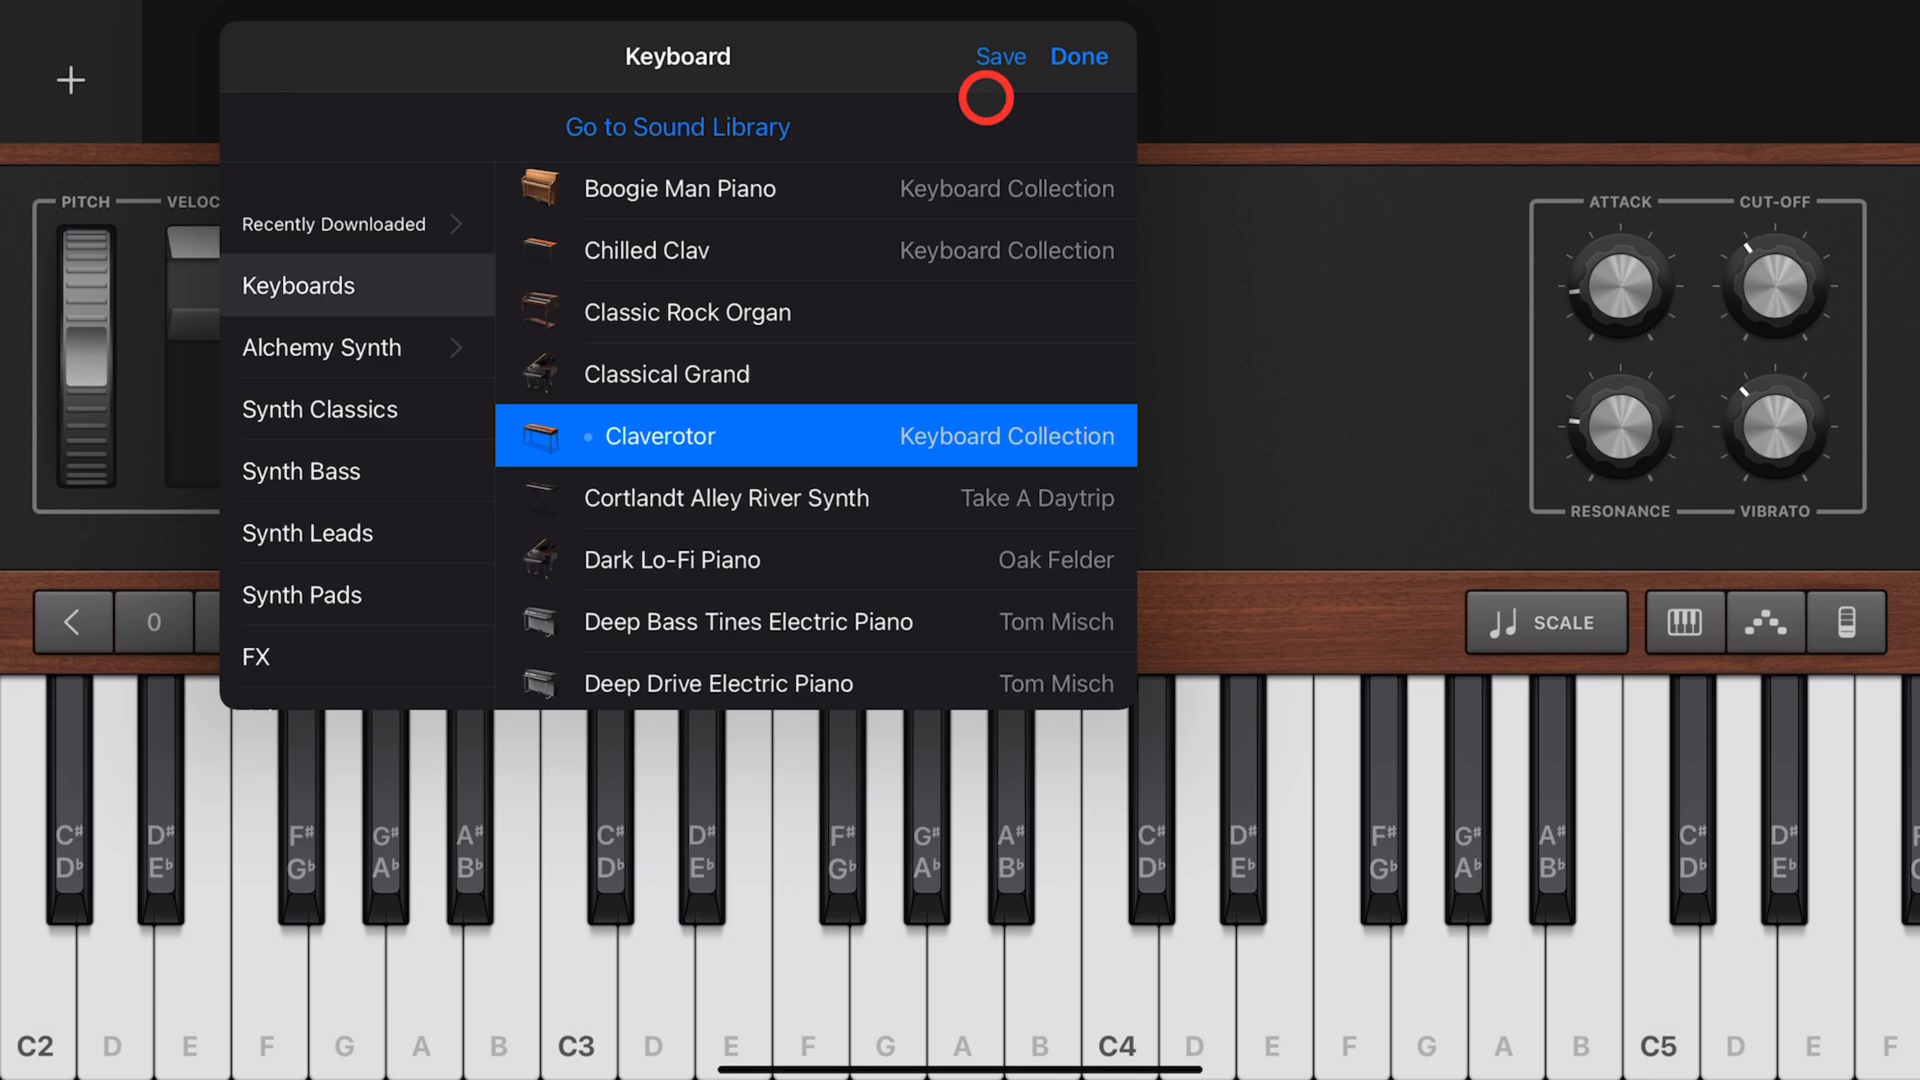 Keyboard
Save Done
Go to Sound Library
Recently Downloaded
Keyboards
Alchemy Synth
Synth Classics
Synth Bass
Synth Leads
Synth Pads
FX
Boogie Man Piano Keyboard Collection
Chilled Clav Keyboard Collection
Classic Rock Organ
Classical Grand
Claverotor Keyboard Collection
Cortlandt Alley River Synth Take A Daytrip
Dark Lo-Fi Piano Oak Felder
Deep Bass Tines Electric Piano Tom Misch
Deep Drive Electric Piano Tom Misch
PITCH VELOC
ATTACK CUT-OFF
RESONANCE VIBRATO
0
SCALE
C♯ D♯ F♯ G♯ A♯ C♯ D♯ F♯ G♯ A♯ C♯ D♯ F♯ G♯ A♯ C♯ D♯
D♭ E♭ G♭ A♭ B♭ D♭ E♭ G♭ A♭ B♭ D♭ E♭ G♭ A♭ B♭ D♭ E♭
C2 D E F G A B C3 D E F G A B C4 D E F G A B C5 D E F